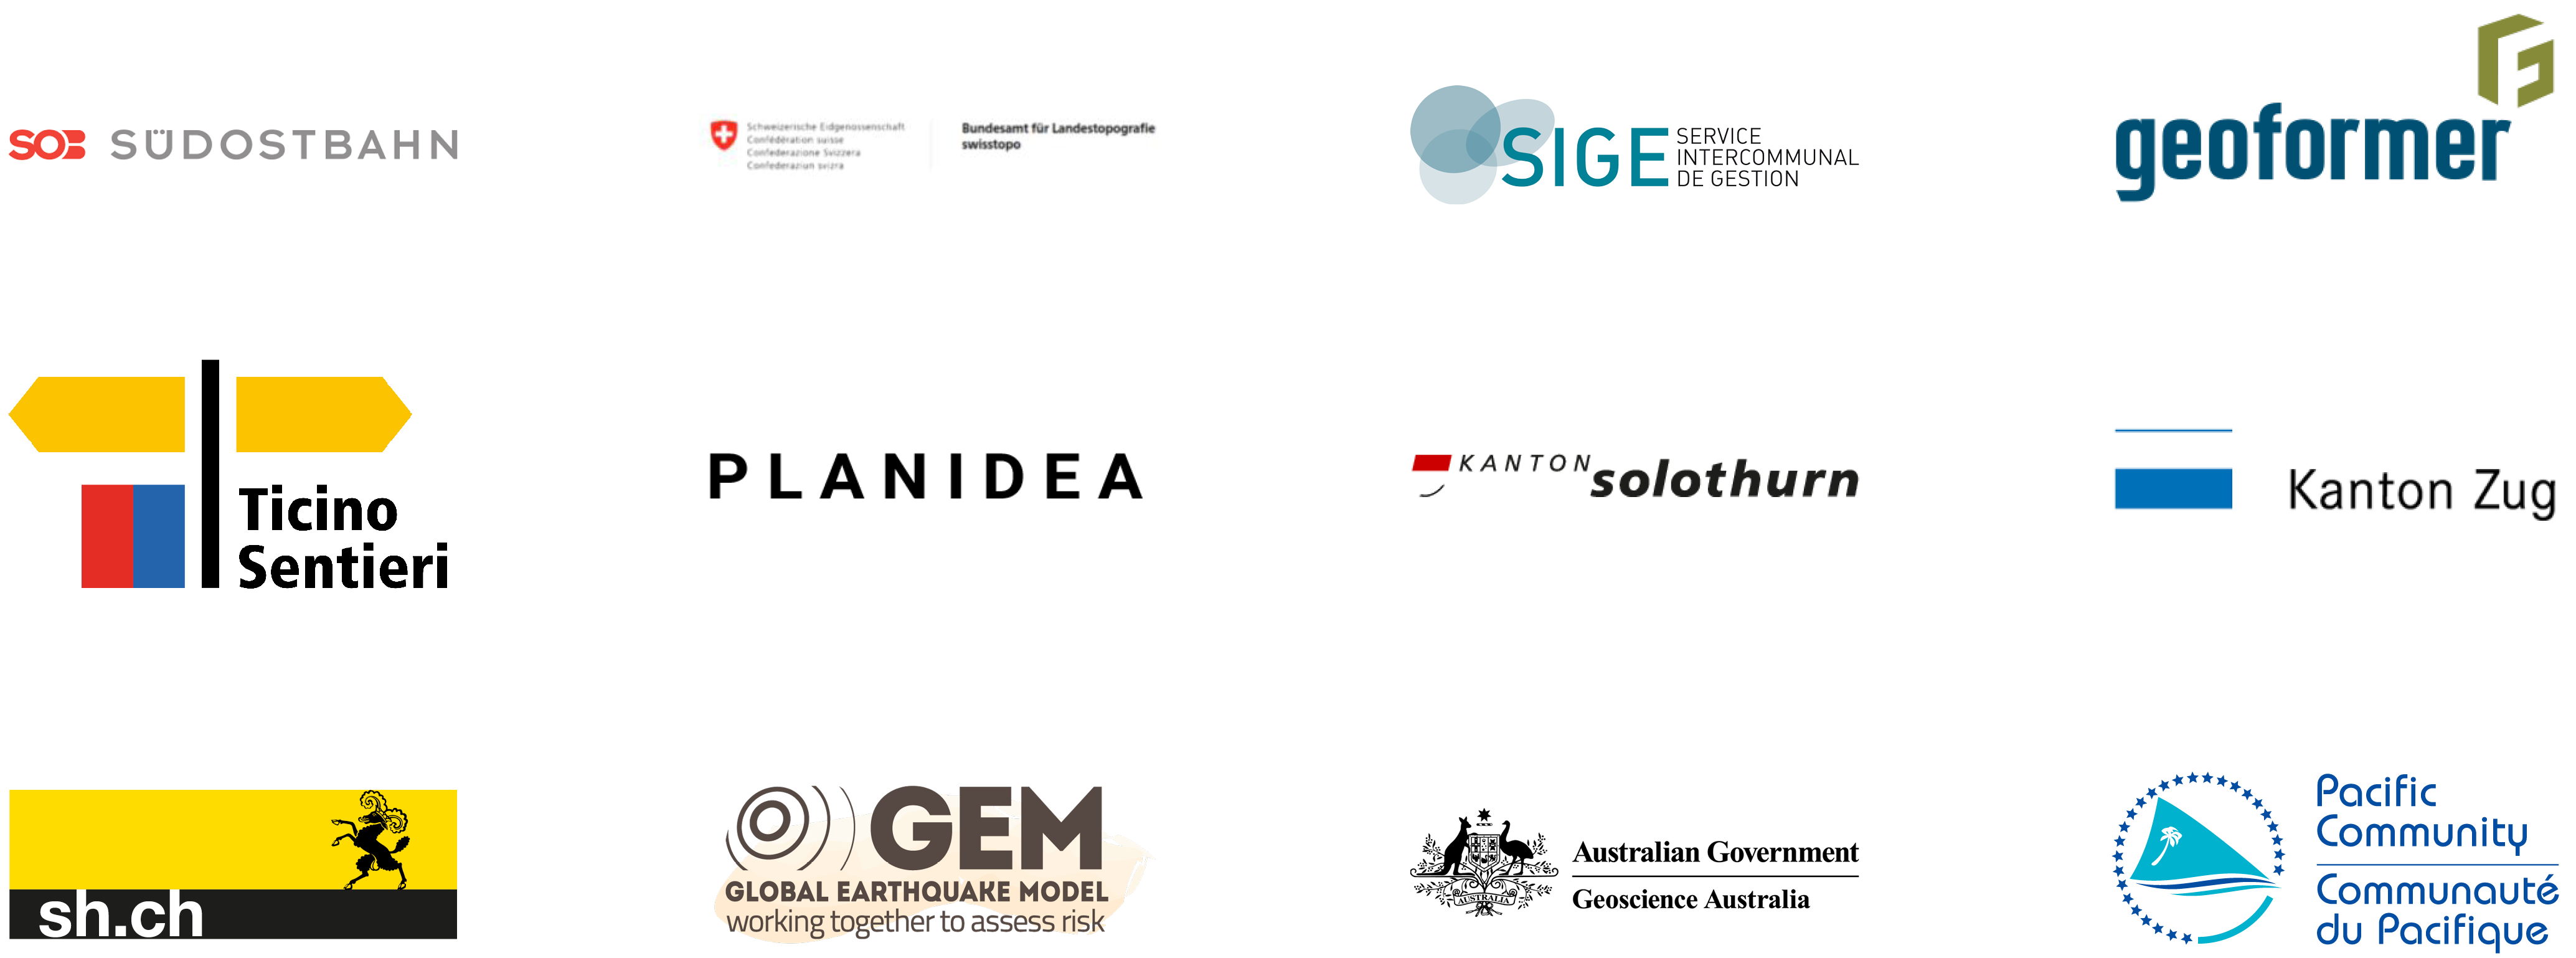 SOB SÜDOSTBAHN
Schweizerische Eidgenossenschaft
Confédération suisse
Confederazione Svizzera
Confederaziun svizra
Bundesamt für Landestopografie
swisstopo
SIGE
SERVICE
INTERCOMMUNAL
DE GESTION
geoformer
Ticino
Sentieri
PLANIDEA
KANTON solothurn
Kanton Zug
sh.ch
GEM
GLOBAL EARTHQUAKE MODEL
working together to assess risk
AUSTRALIA
Australian Government
Geoscience Australia
Pacific
Community
Communauté
du Pacifique